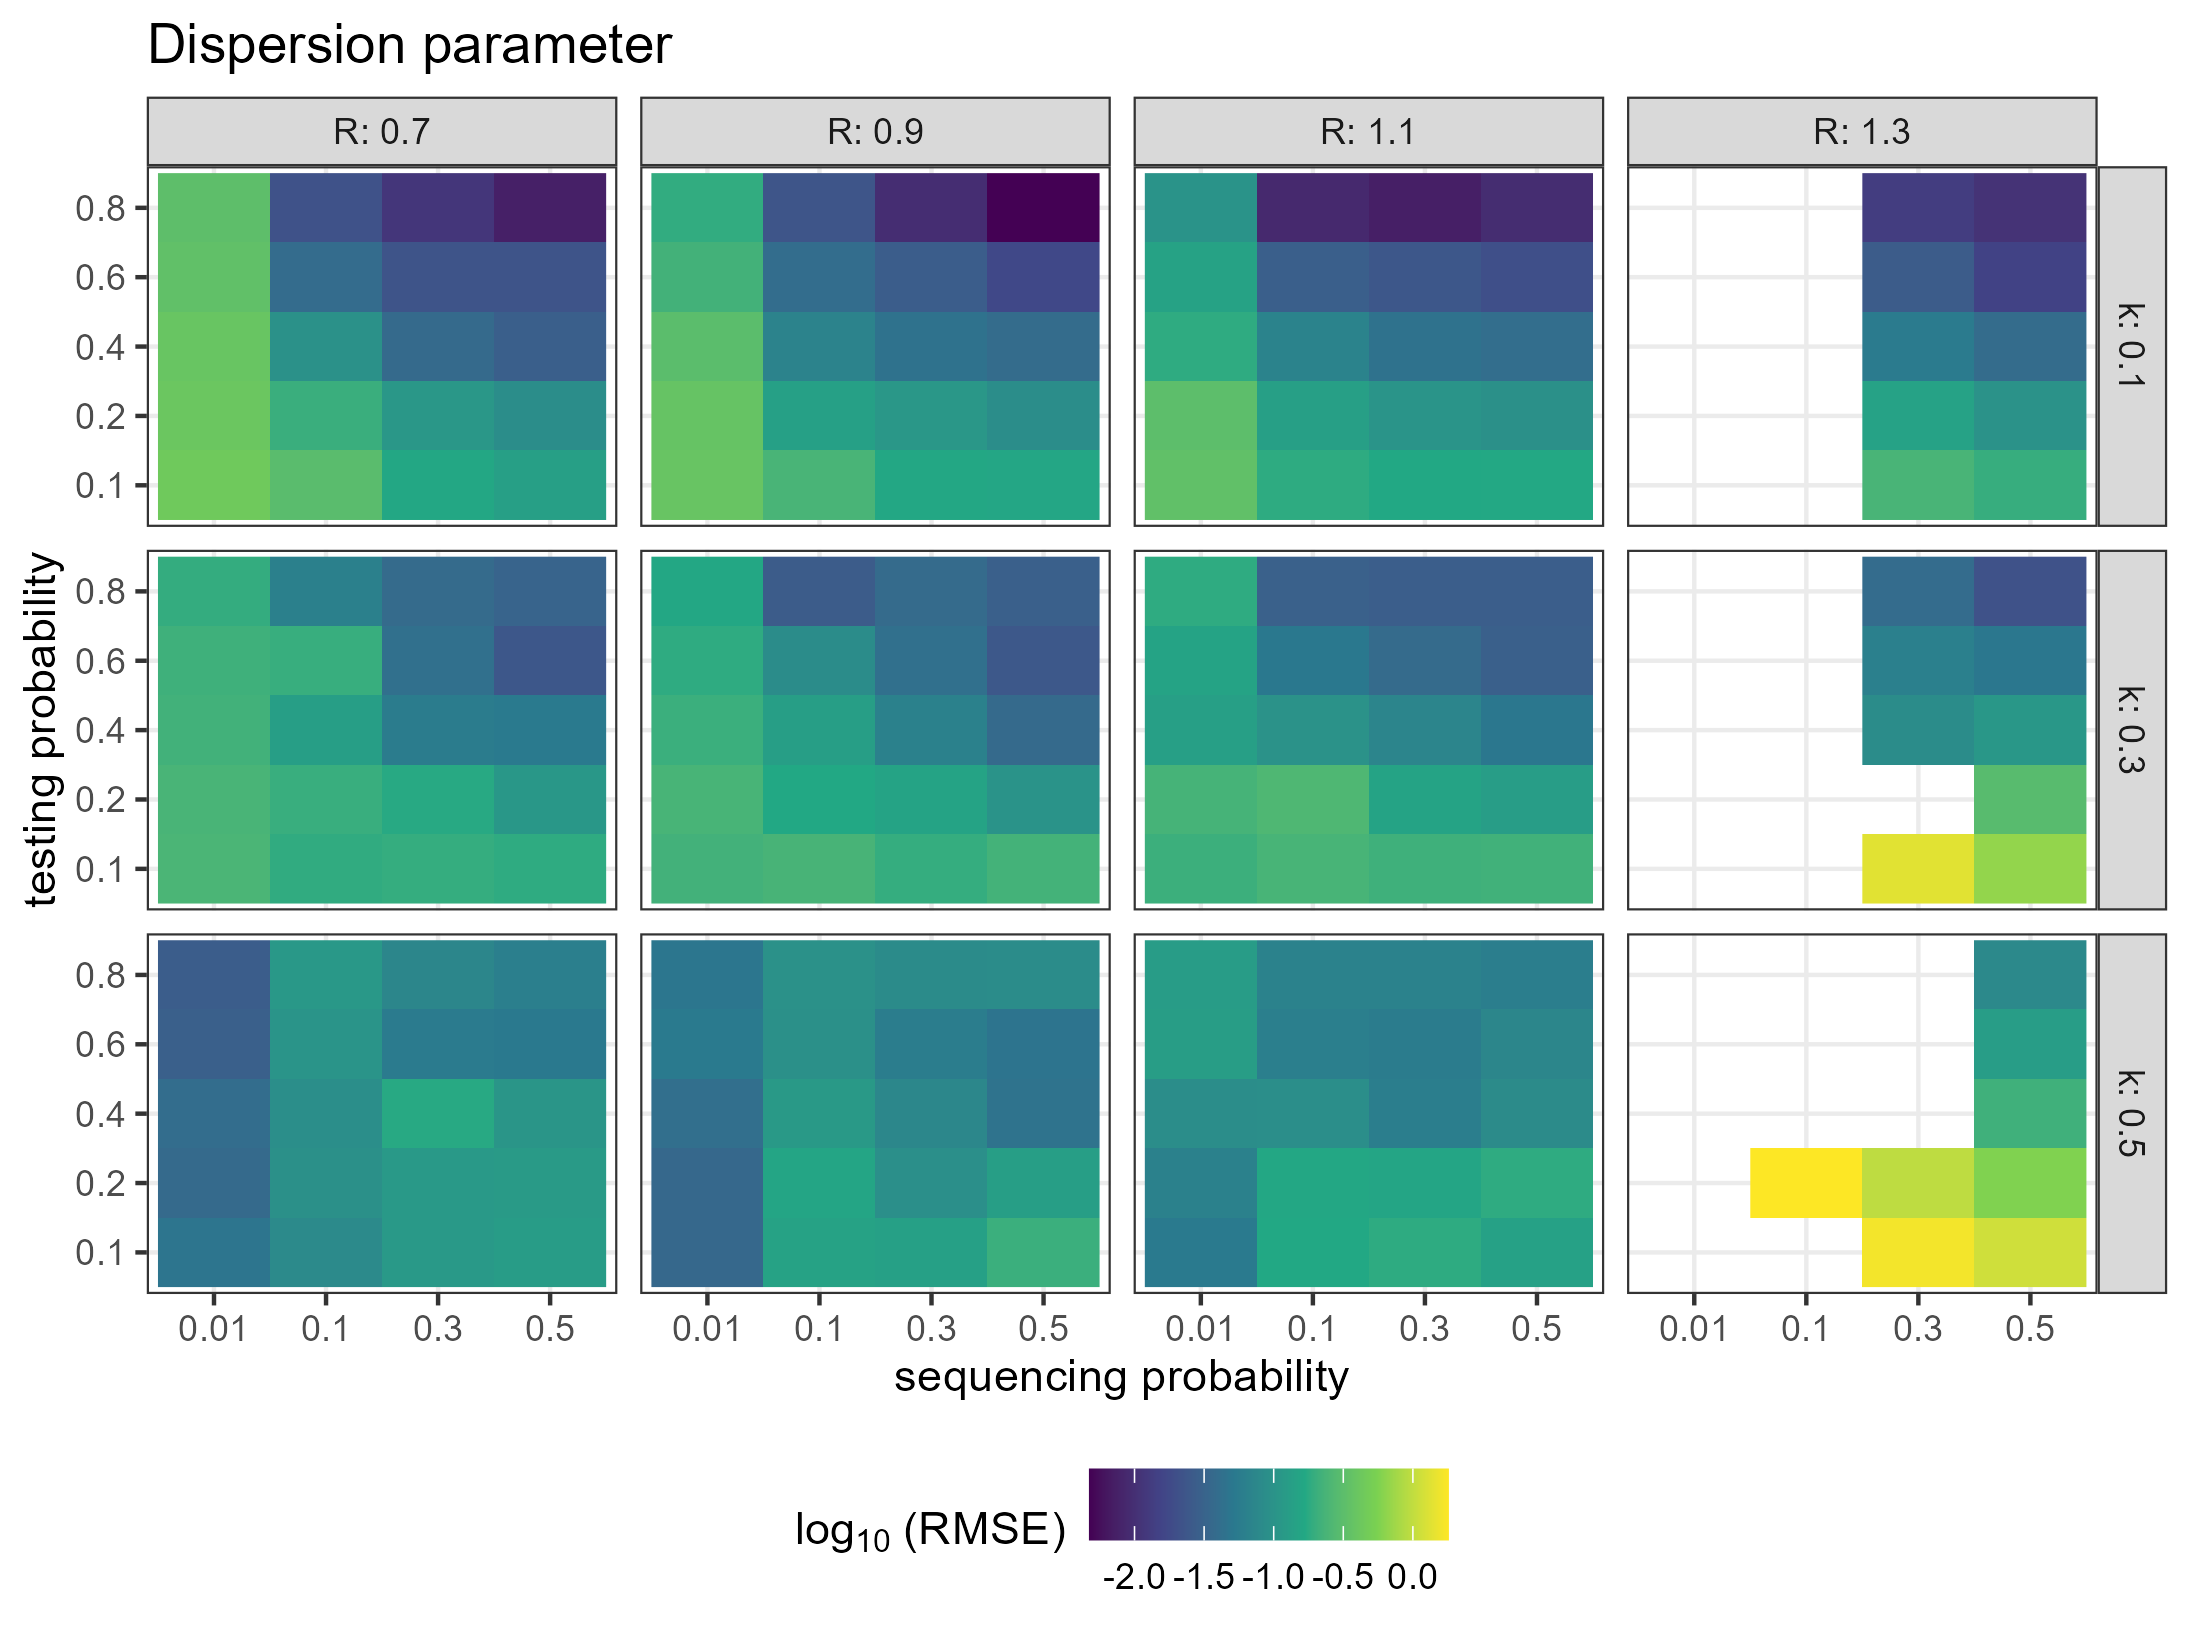 Dispersion parameter
R: 0.7 R: 0.9 R: 1.1 R: 1.3
0.8
0.6
0.4
0.2
0.1
k: 0.1
0.8
0.6
0.4
0.2
0.1
k: 0.3
0.8
0.6
0.4
0.2
0.1
k: 0.5
testing probability
0.01 0.1 0.3 0.5 0.01 0.1 0.3 0.5 0.01 0.1 0.3 0.5 0.01 0.1 0.3 0.5
sequencing probability
log₁₀ (RMSE)
-2.0 -1.5 -1.0 -0.5 0.0